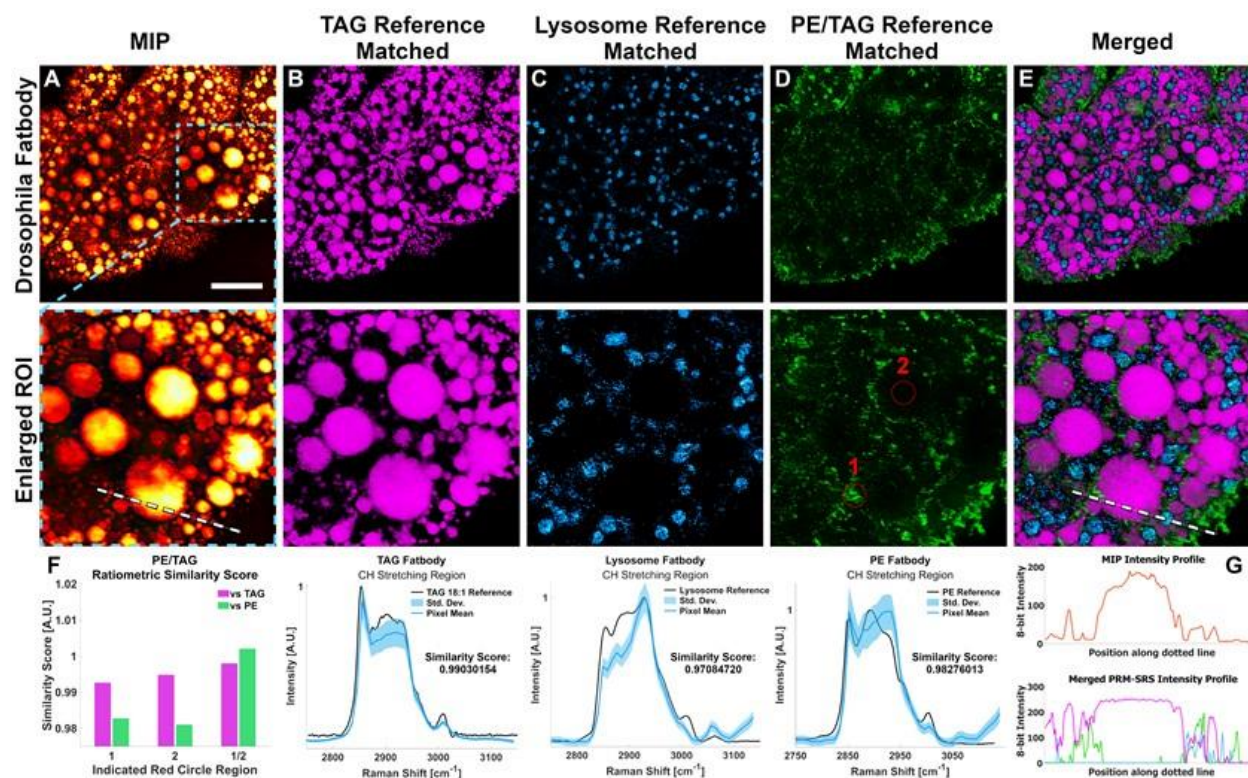 MIP
TAG Reference
Matched
Lysosome Reference
Matched
PE/TAG Reference
Matched
Merged
Drosophila Fatbody
A
B
C
D
E
Enlarged ROI
2
1
F
PE/TAG
Ratiometric Similarity Score
1.02
1.01
1
0.99
0.98
vs TAG
vs PE
Similarity Score [A.U.]
1
2
1/2
Indicated Red Circle Region
TAG Fatbody
CH Stretching Region
1
TAG 18:1 Reference
Std. Dev.
Pixel Mean
Similarity Score:
0.99030154
Intensity [A.U.]
2800
2900
3000
3100
Raman Shift [cm-1]
Lysosome Fatbody
CH Stretching Region
1
Lysosome Reference
Std. Dev.
Pixel Mean
Similarity Score:
0.97084720
Intensity [A.U.]
2800
2900
3000
3100
Raman Shift [cm-1]
PE Fatbody
CH Stretching Region
1
PE Reference
Std. Dev.
Pixel Mean
Similarity Score:
0.98276013
Intensity [A.U.]
2750
2850
2950
3050
Raman Shift [cm-1]
G
MIP Intensity Profile
200
100
0
8-bit Intensity
Position along dotted line
Merged PRM-SRS Intensity Profile
300
200
100
0
8-bit Intensity
Position along dotted line